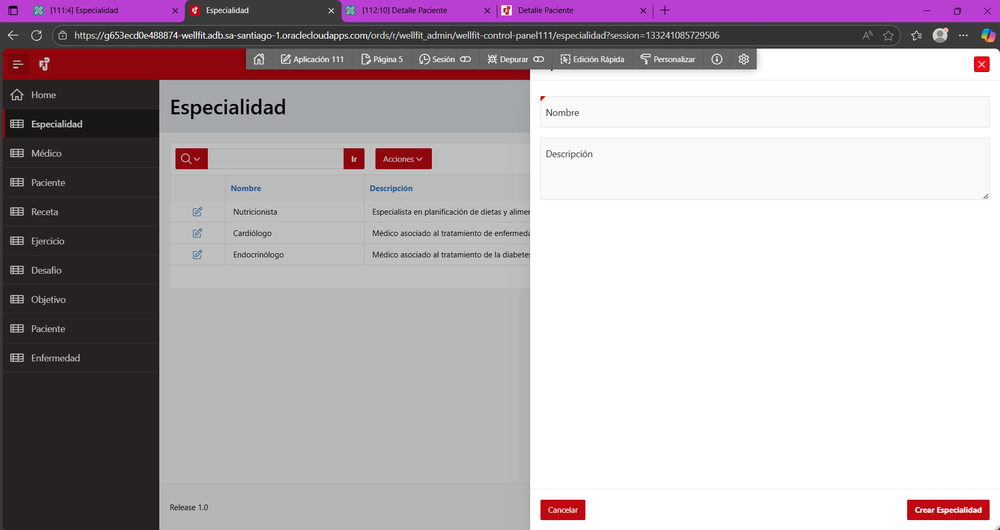 [111:4] Especialidad
Especialidad
[112:10] Detalle Paciente
Detalle Paciente
https://g653ecd0e488874-wellfit.adb.sa-santiago-1.oraclecloudapps.com/ords/r/wellfit_admin/wellfit-control-panel111/especialidad?session=133241085729506
Aplicación 111
Página 5
Sesión
Depurar
Edición Rápida
Personalizar
Home
Especialidad
Médico
Paciente
Receta
Ejercicio
Desafio
Objetivo
Paciente
Enfermedad
Especialidad
Ir
Acciones
Nombre Descripción
Nutricionista Especialista en planificación de dietas y alimen
Cardiólogo Médico asociado al tratamiento de enfermeda
Endocrinólogo Médico asociado al tratamiento de la diabetes
Release 1.0
Nombre
Descripción
Cancelar
Crear Especialidad